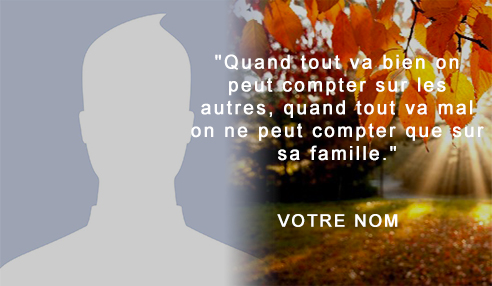 "Quand tout va bien on
peut compter sur les
autres, quand tout va mal
on ne peut compter que sur
sa famille."
VOTRE NOM